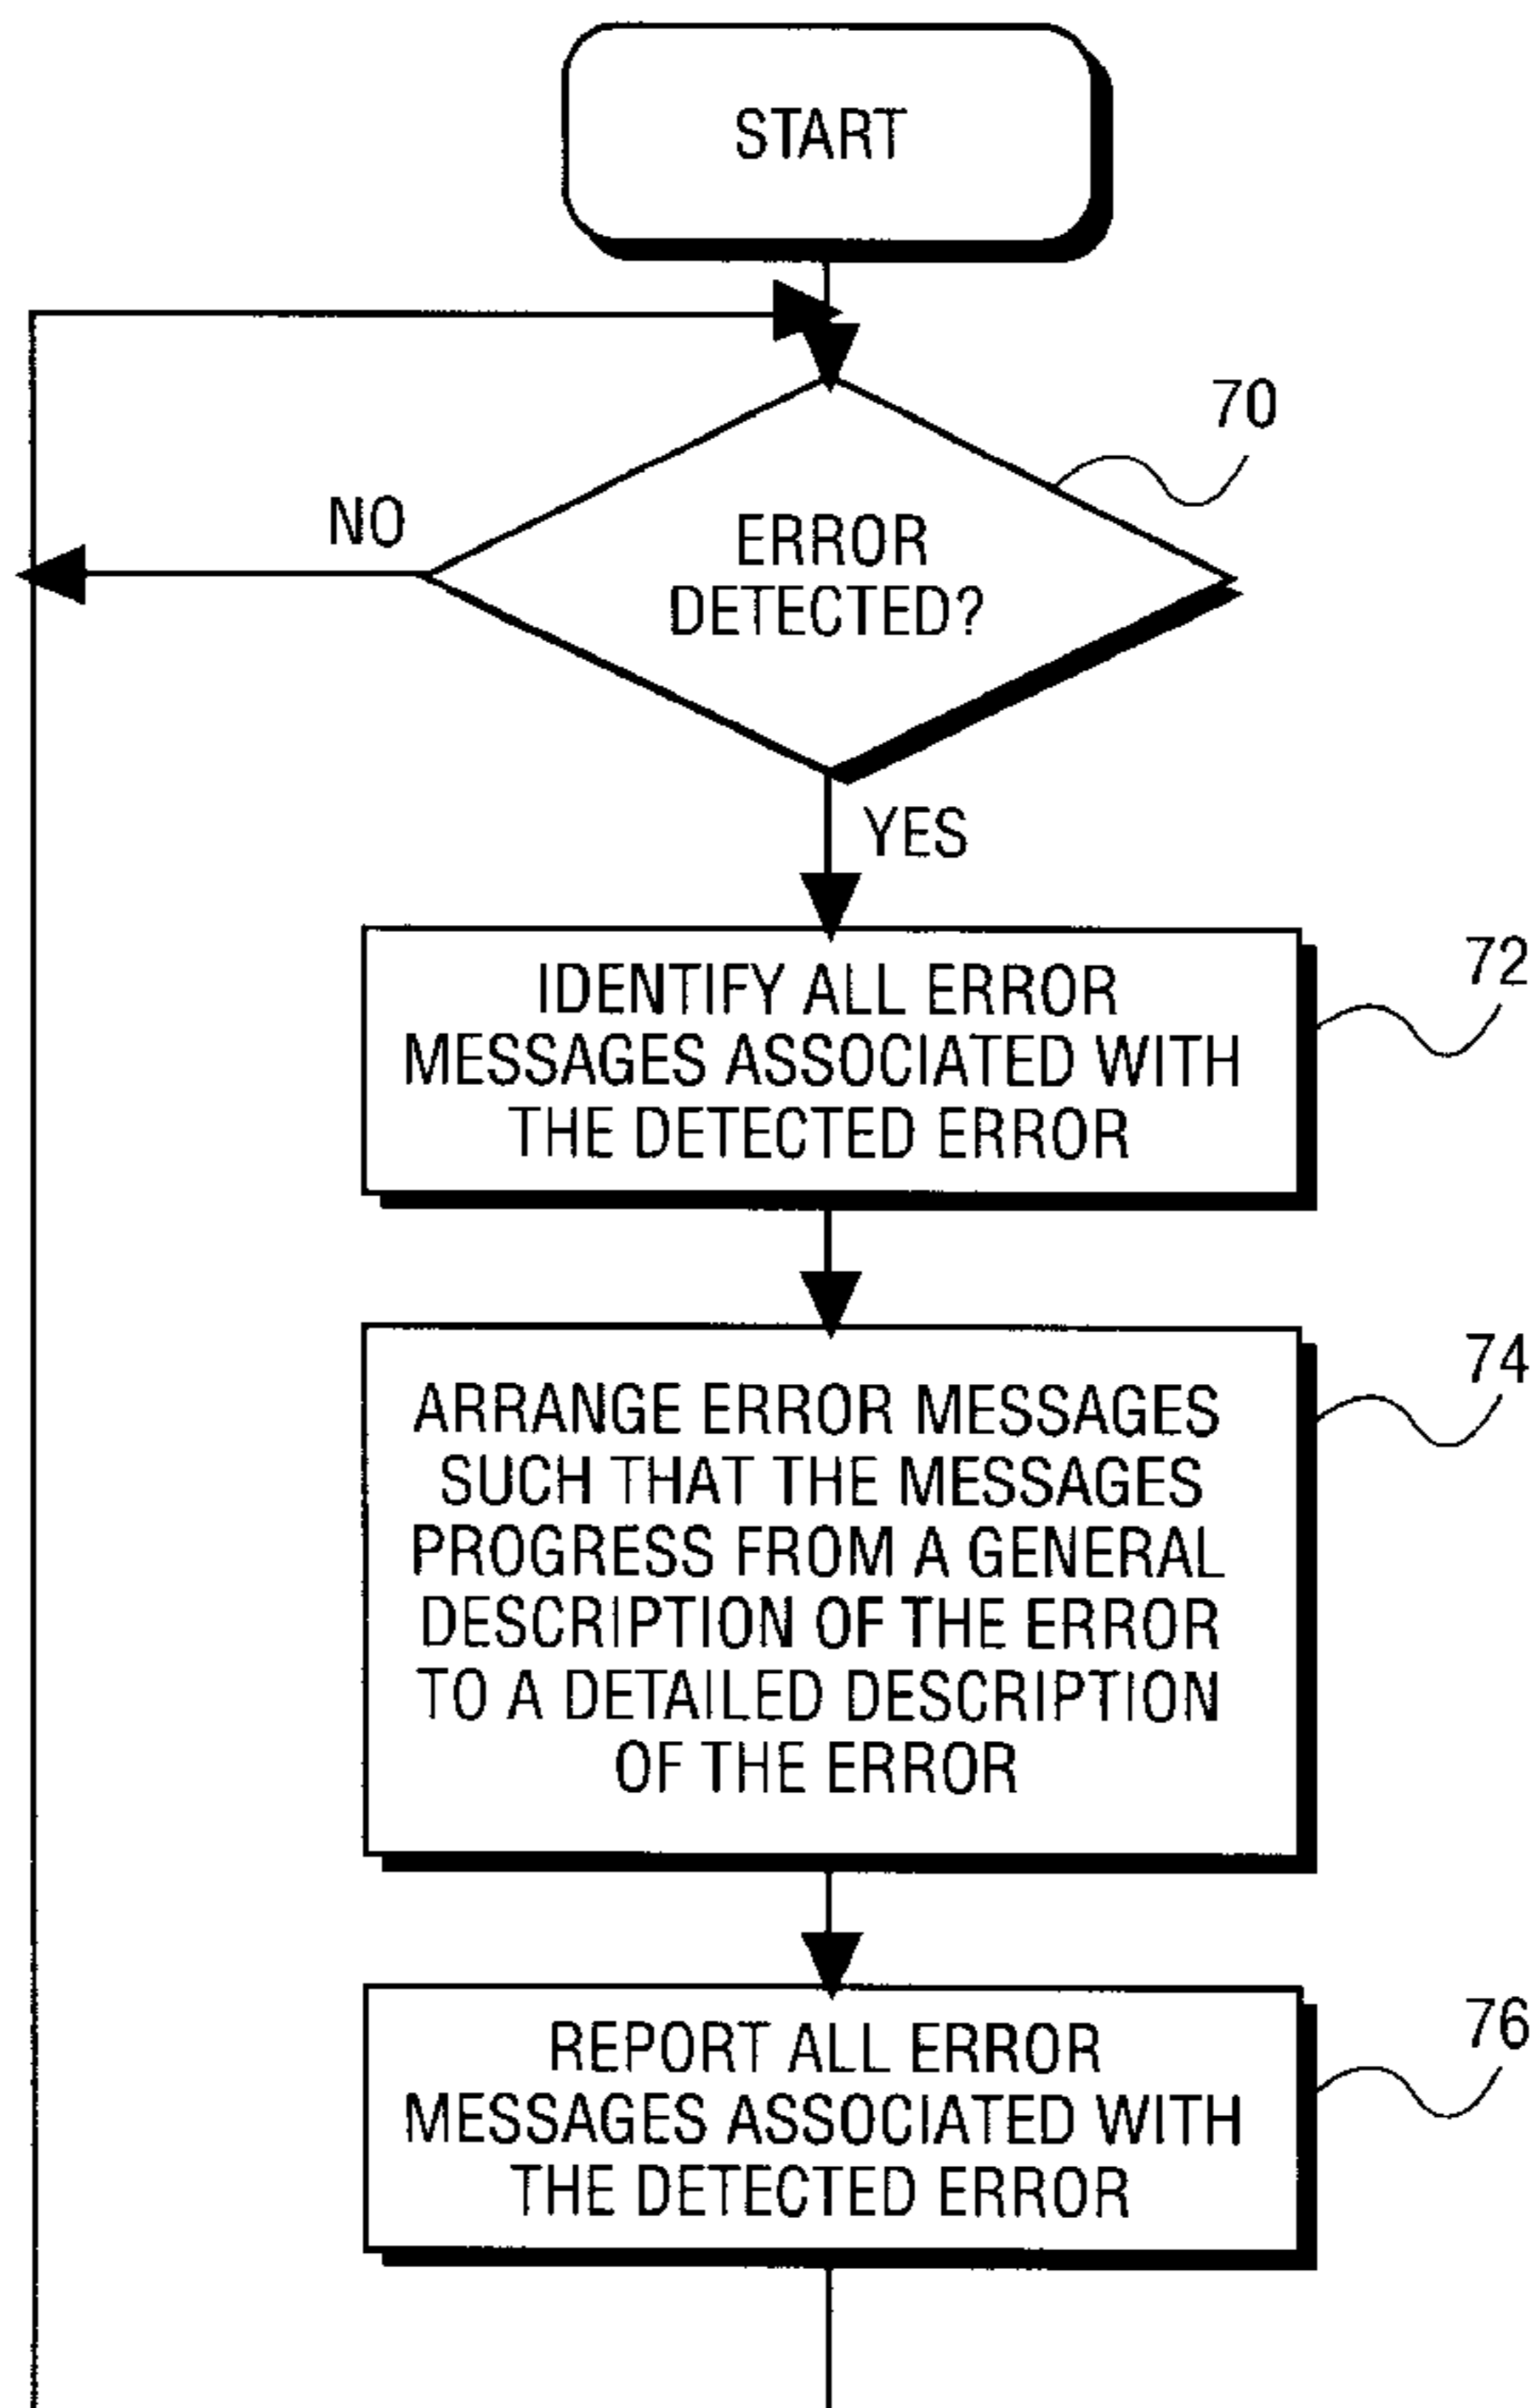 START
70
NO
ERROR
DETECTED?
YES
72
IDENTIFY ALL ERROR
MESSAGES ASSOCIATED WITH
THE DETECTED ERROR
74
ARRANGE ERROR MESSAGES
SUCH THAT THE MESSAGES
PROGRESS FROM A GENERAL
DESCRIPTION OF THE ERROR
TO A DETAILED DESCRIPTION
OF THE ERROR
76
REPORT ALL ERROR
MESSAGES ASSOCIATED WITH
THE DETECTED ERROR